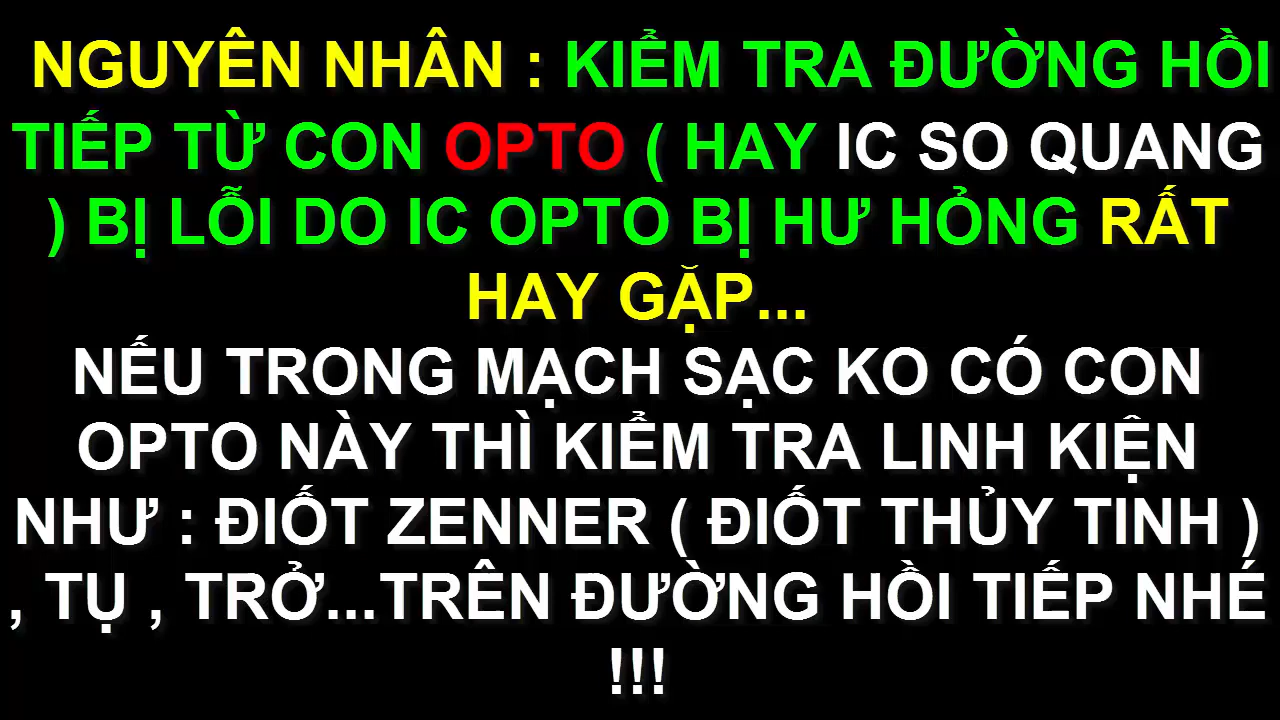 NGUYÊN NHÂN : KIỂM TRA ĐƯỜNG HỒI
TIẾP TỪ CON OPTO ( HAY IC SO QUANG
) BỊ LỖI DO IC OPTO BỊ HƯ HỎNG RẤT
HAY GẶP...
NẾU TRONG MẠCH SẠC KO CÓ CON
OPTO NÀY THÌ KIỂM TRA LINH KIỆN
NHƯ : ĐIỐT ZENNER ( ĐIỐT THỦY TINH )
, TỤ , TRỞ...TRÊN ĐƯỜNG HỒI TIẾP NHÉ
!!!